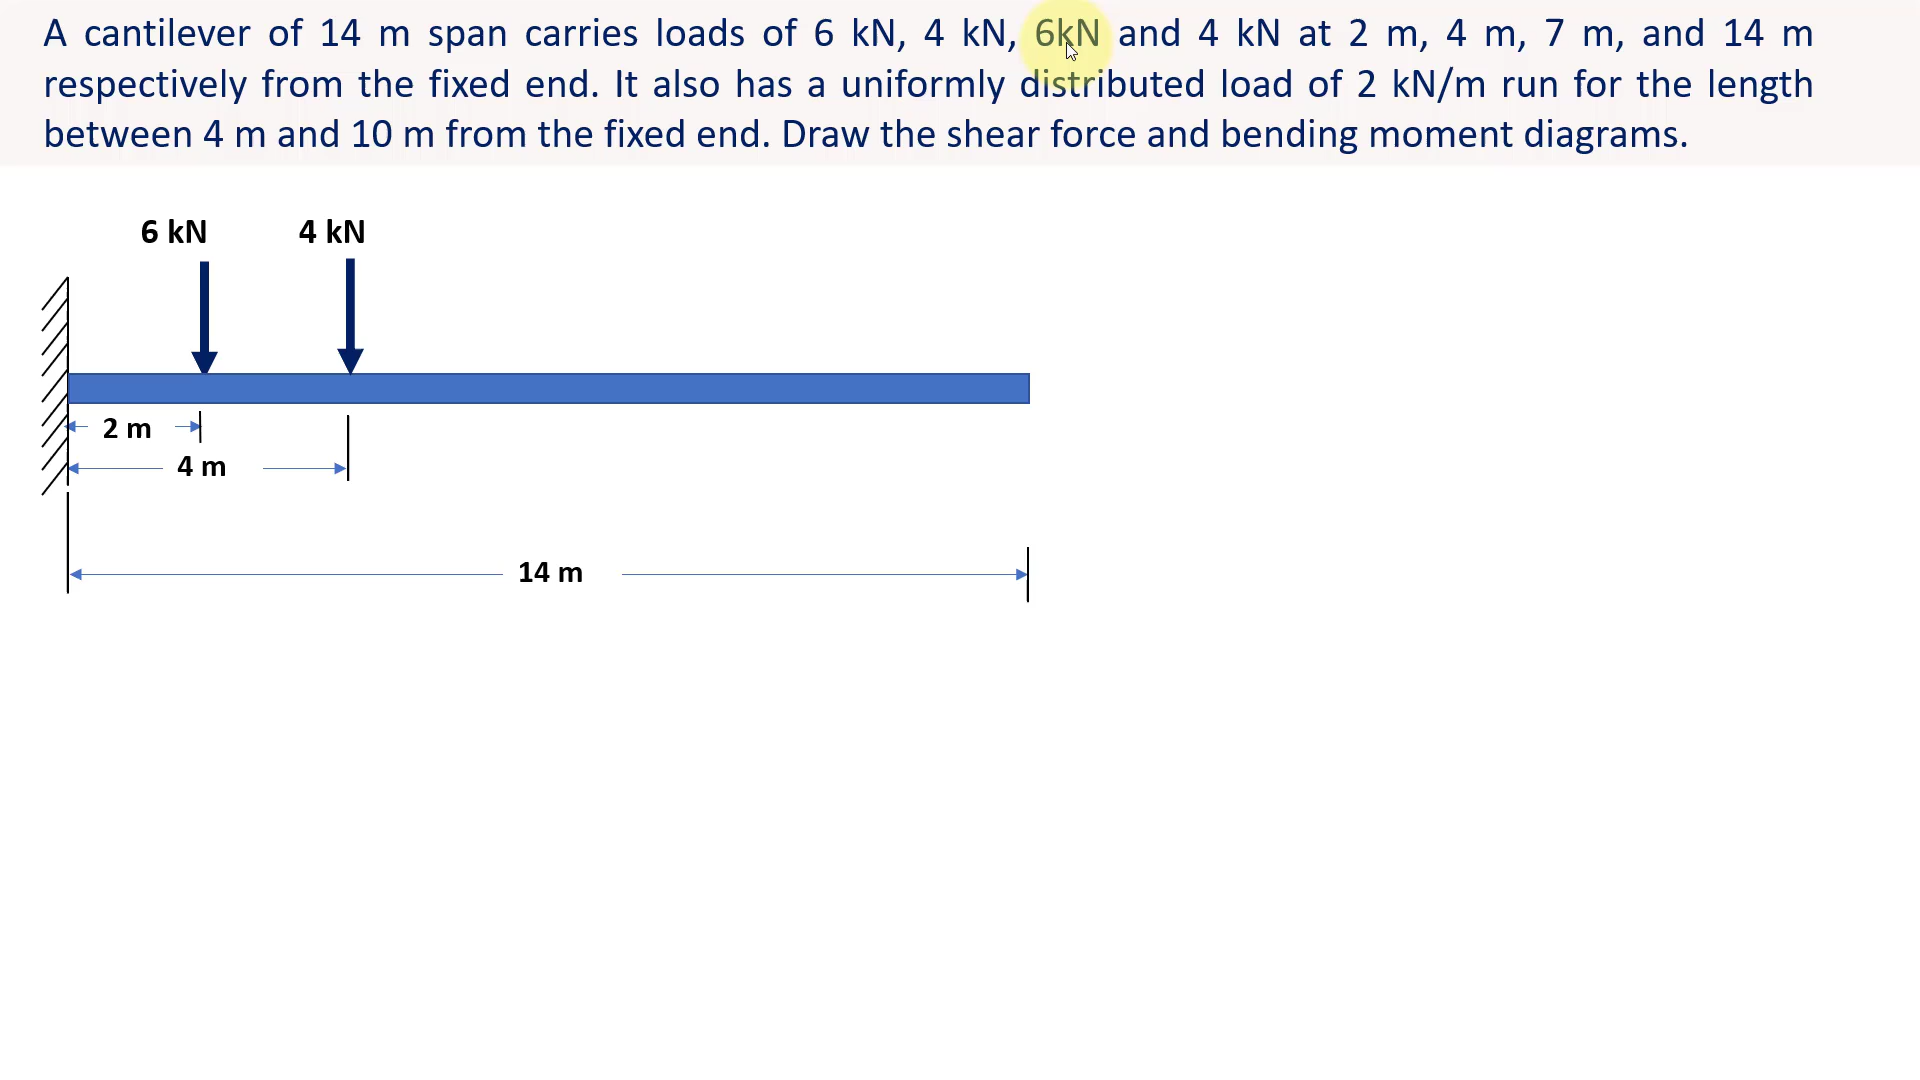 A cantilever of 14 m span carries loads of 6 kN, 4 kN, 6kN and 4 kN at 2 m, 4 m, 7 m, and 14 m
respectively from the fixed end. It also has a uniformly distributed load of 2 kN/m run for the length
between 4 m and 10 m from the fixed end. Draw the shear force and bending moment diagrams.
6 kN
4 kN
2 m
4 m
14 m